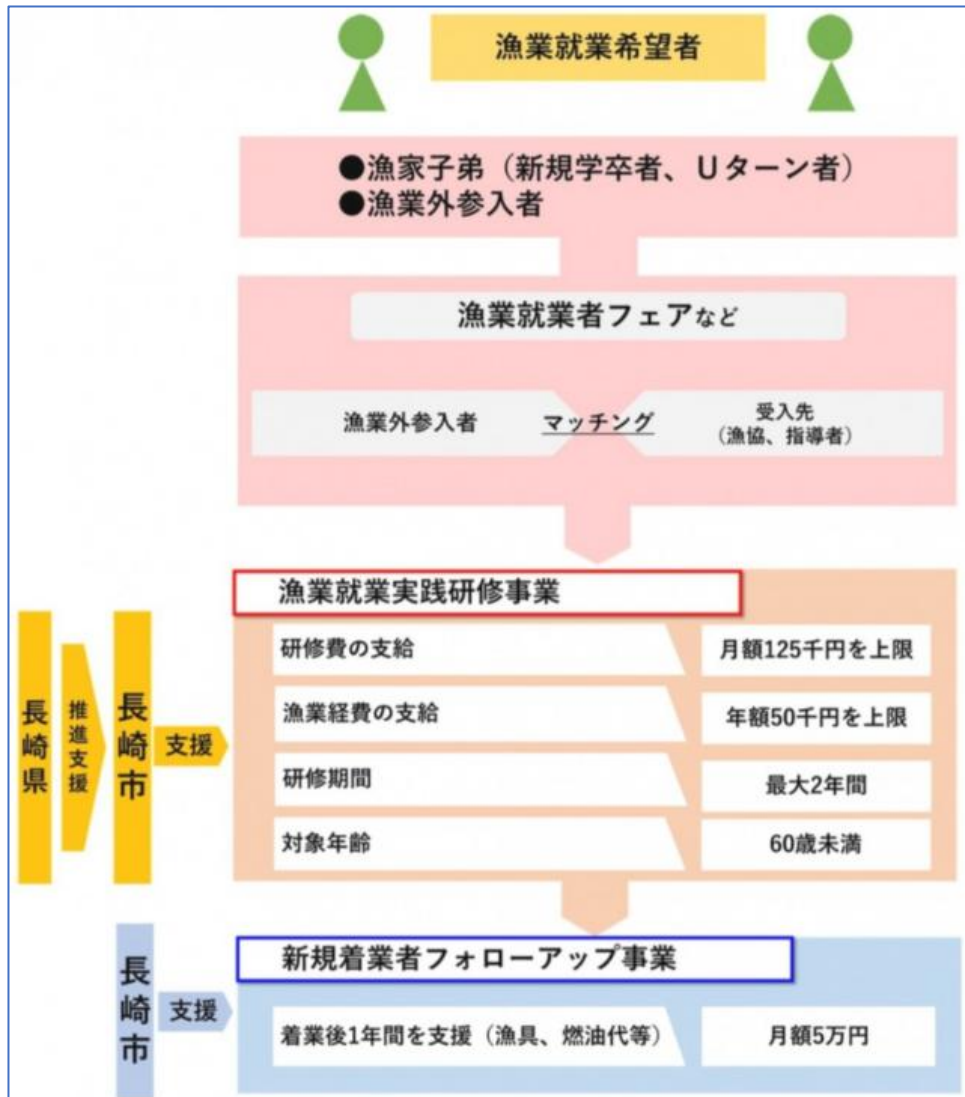 漁業就業希望者
●漁家子弟（新規学卒者、Uターン者）
●漁業外参入者
漁業就業者フェアなど
漁業外参入者
マッチング
受入先
（漁協、指導者）
長崎県
推進支援
長崎市
支援
漁業就業実践研修事業
研修費の支給
月額125千円を上限
漁業経費の支給
年額50千円を上限
研修期間
最大2年間
対象年齢
60歳未満
長崎市
支援
新規着業者フォローアップ事業
着業後1年間を支援（漁具、燃油代等）
月額5万円